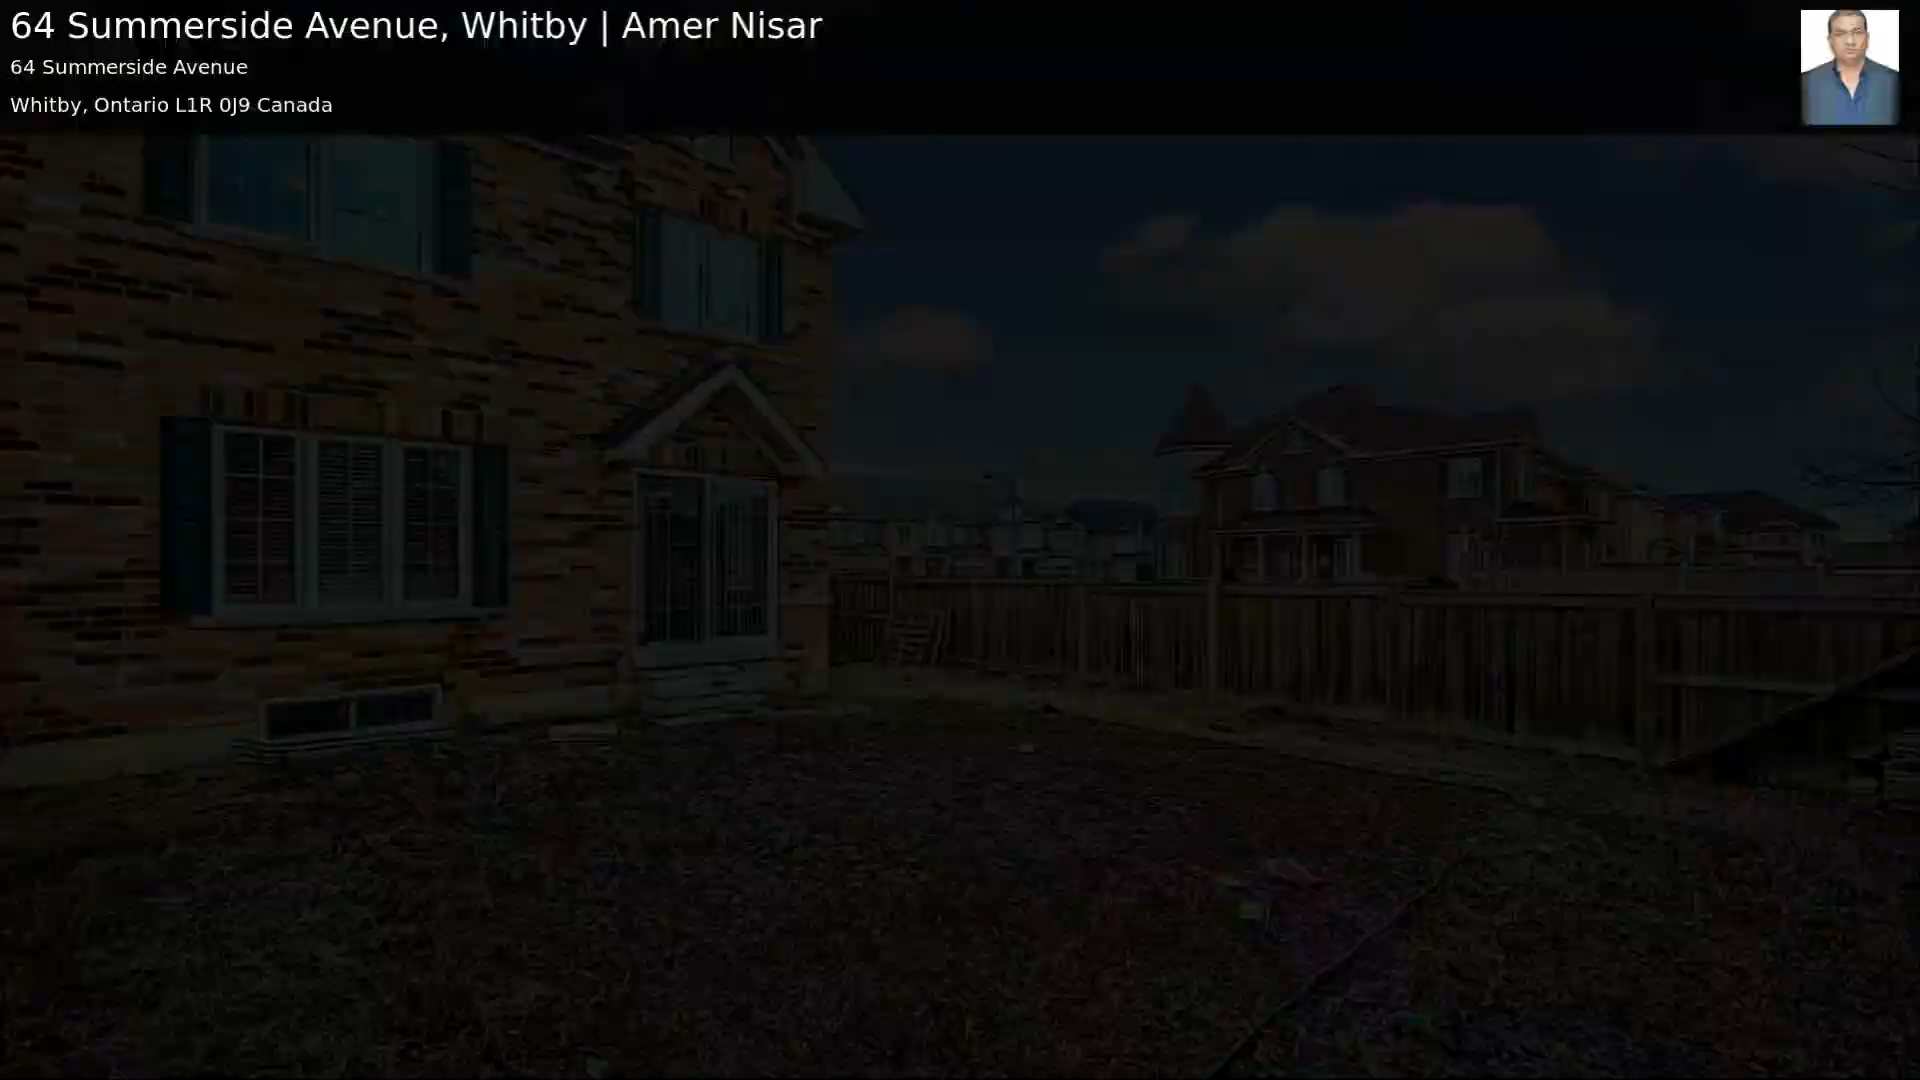 64 Summerside Avenue, Whitby | Amer Nisar
64 Summerside Avenue
Whitby, Ontario L1R 0J9 Canada